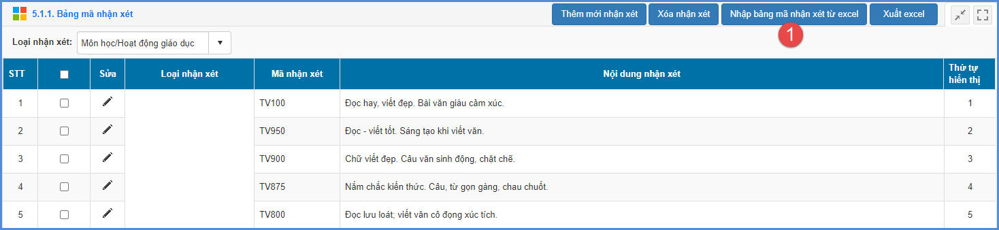 5.1.1. Bảng mã nhận xét
Thêm mới nhận xét Xóa nhận xét Nhập bảng mã nhận xét từ excel Xuất excel
1
Loại nhận xét: Môn học/Hoạt động giáo dục
STT Sửa Loại nhận xét Mã nhận xét Nội dung nhận xét Thứ tự hiển thị
1 TV100 Đọc hay, viết đẹp. Bài văn giàu cảm xúc. 1
2 TV950 Đọc - viết tốt. Sáng tạo khi viết văn. 2
3 TV900 Chữ viết đẹp. Câu văn sinh động, chặt chẽ. 3
4 TV875 Nắm chắc kiến thức. Câu, từ gọn gàng, chau chuốt. 4
5 TV800 Đọc lưu loát; viết văn cô đọng xúc tích. 5